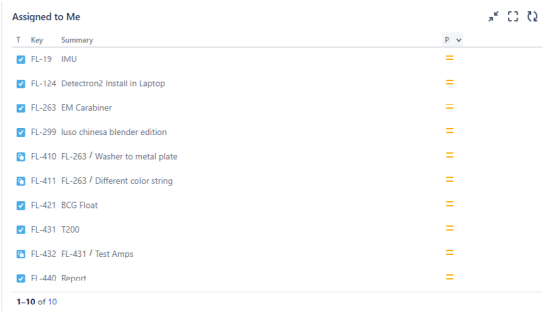 Assigned to Me
T Key Summary P
FL-19 IMU
FL-124 Detectron2 Install in Laptop
FL-263 EM Carabiner
FL-299 luso chinesa blender edition
FL-410 FL-263 / Washer to metal plate
FL-411 FL-263 / Different color string
FL-421 BCG Float
FL-431 T200
FL-432 FL-431 / Test Amps
FL-440 Report
1–10 of 10